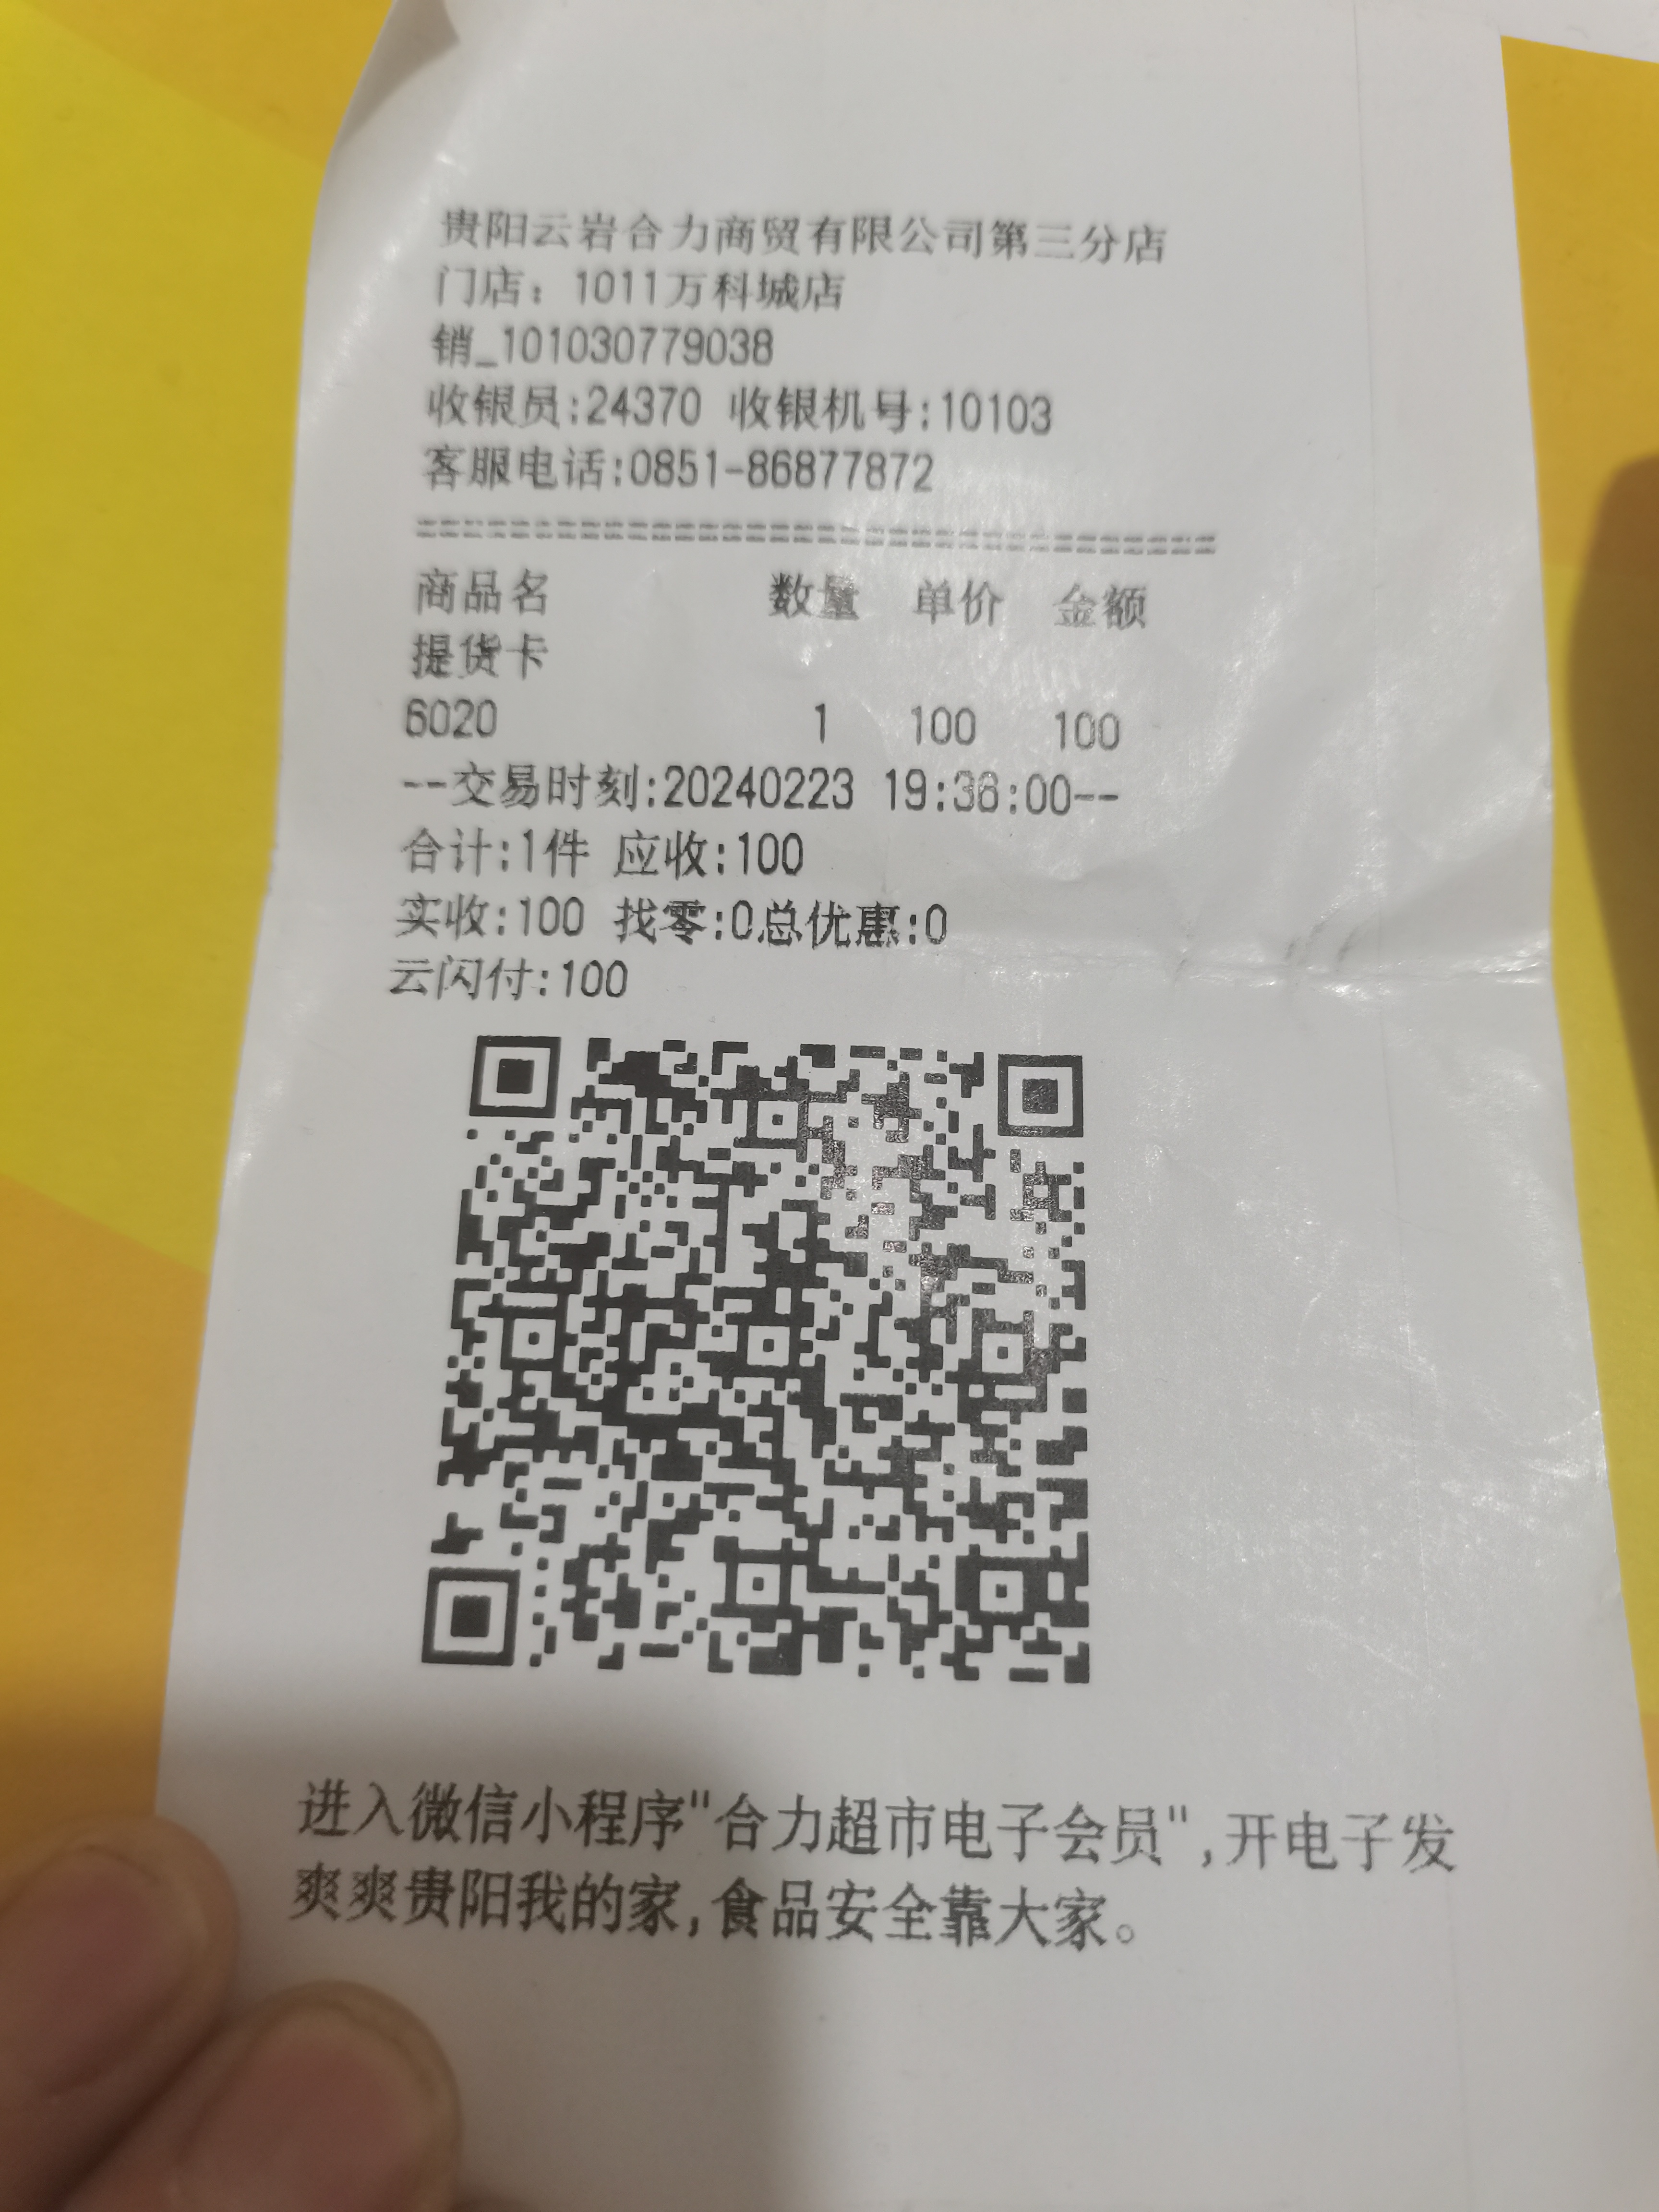 贵阳云岩合力商贸有限公司第三分店
门店：1011万科城店
销_101030779038
收银员:24370 收银机号:10103
客服电话:0851-86877872
==================================
商品名 数量 单价 金额
提货卡
6020 1 100 100
--交易时刻:20240223 19:38:00--
合计:1件 应收:100
实收:100 找零:0总优惠:0
云闪付:100
进入微信小程序"合力超市电子会员",开电子发
爽爽贵阳我的家,食品安全靠大家。